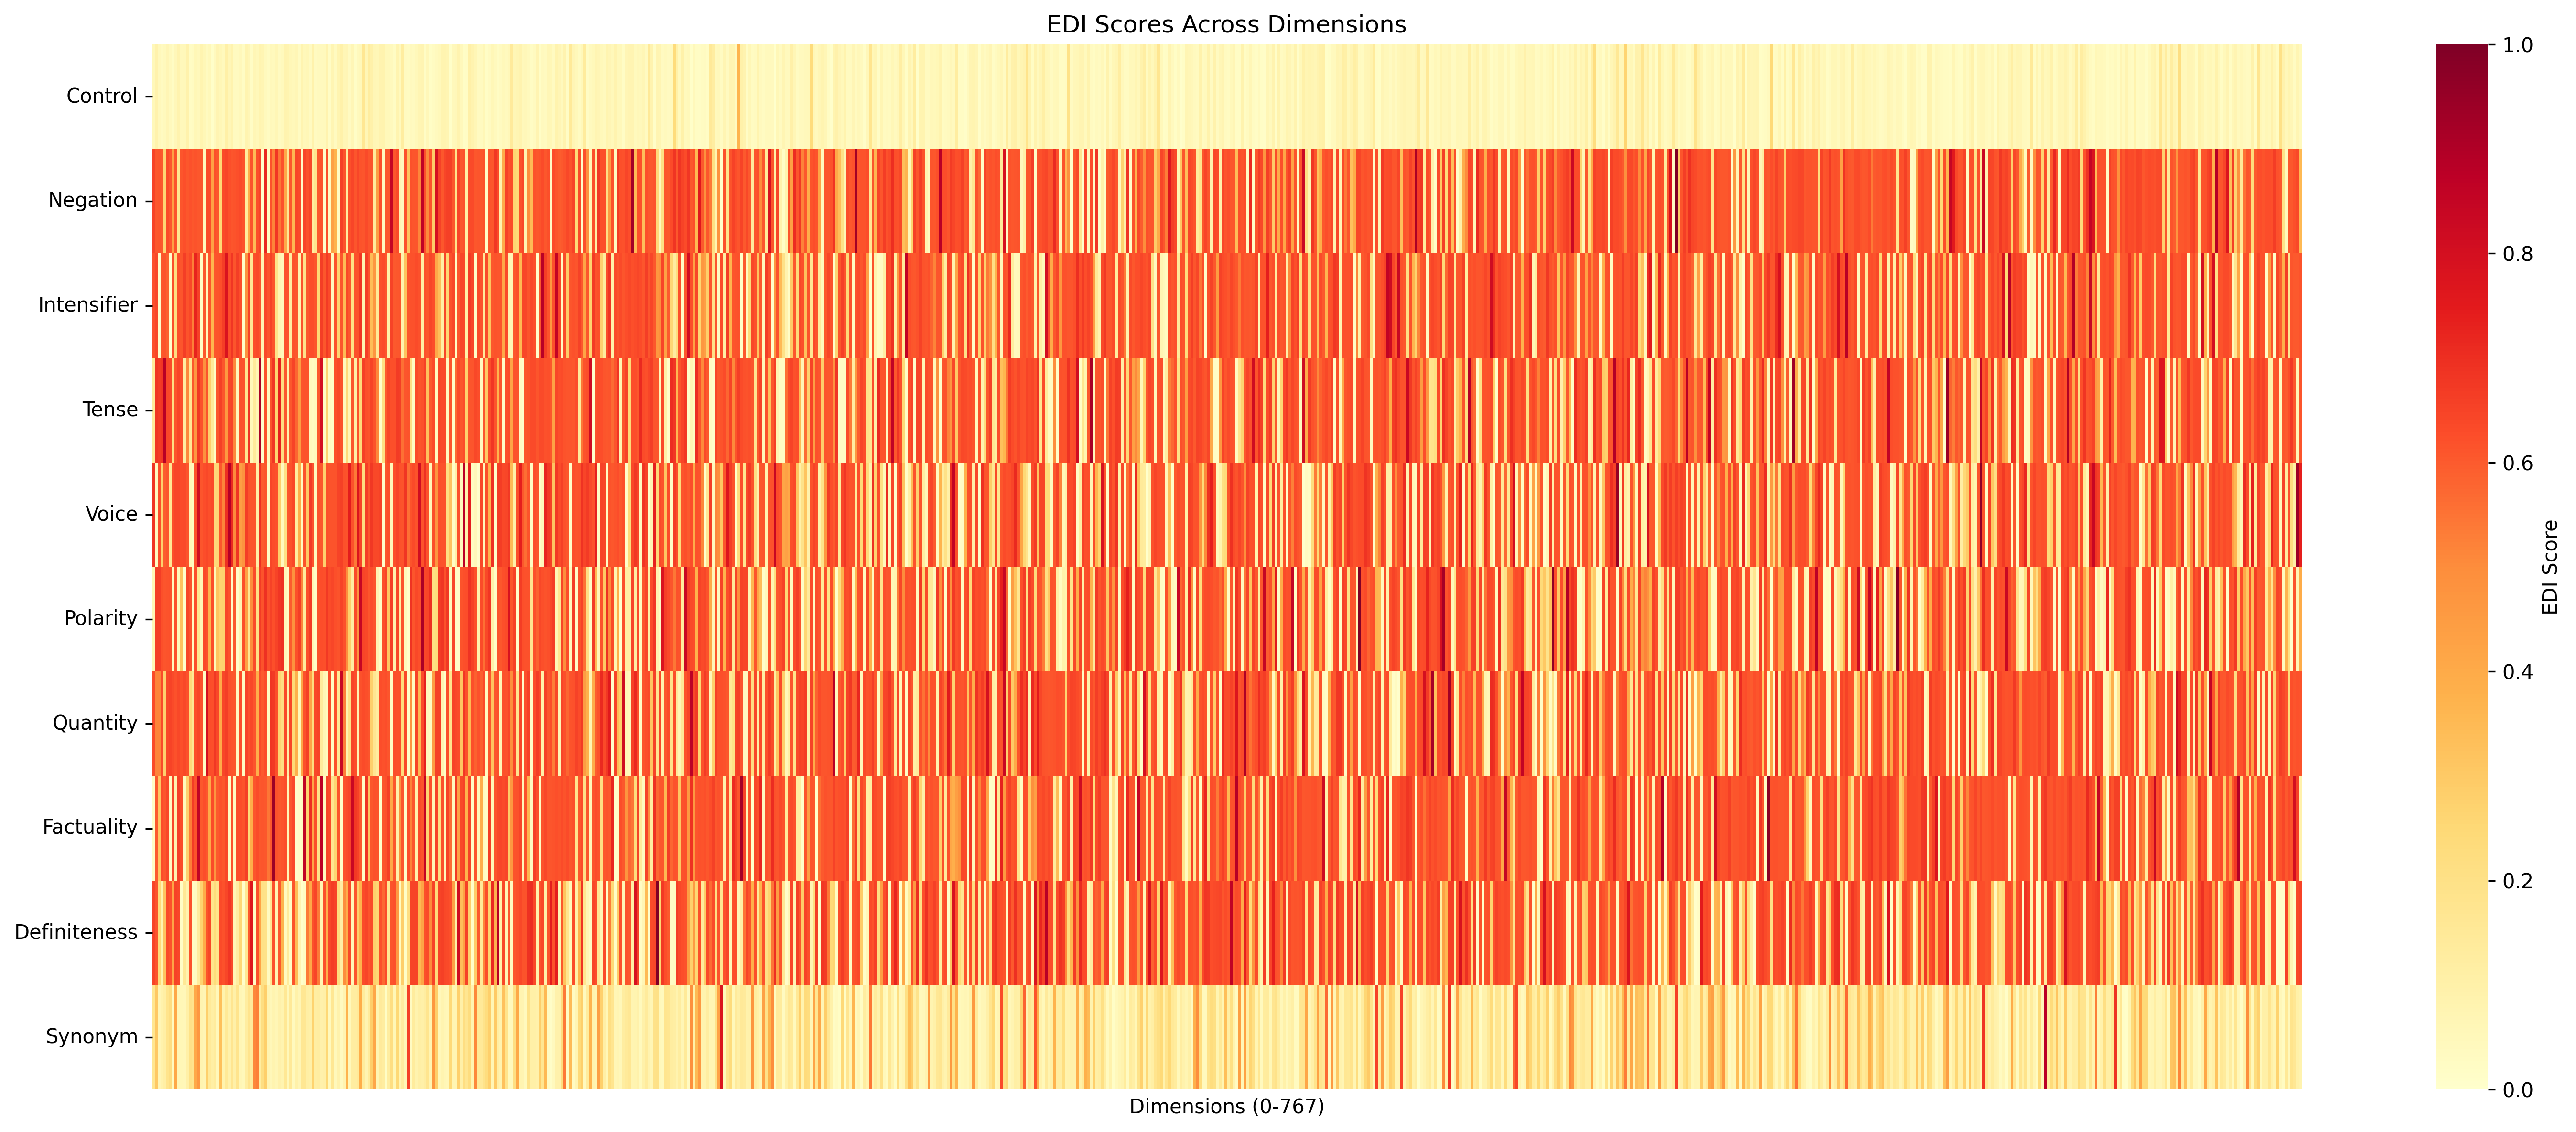 EDI Scores Across Dimensions
Control
Negation
Intensifier
Tense
Voice
Polarity
Quantity
Factuality
Definiteness
Synonym
Dimensions (0-767)
1.0
0.8
0.6
0.4
0.2
0.0
EDI Score